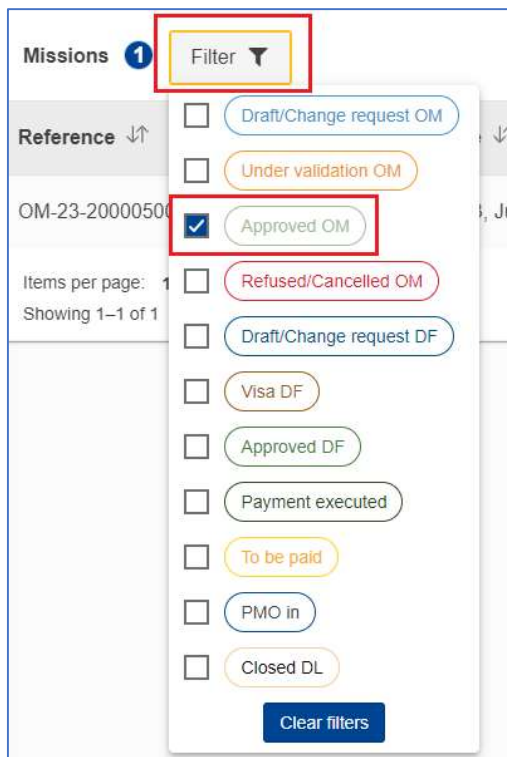 Missions 1 Filter
Draft/Change request OM
Reference
Under validation OM
OM-23-2000050
Approved OM
Items per page:
Refused/Cancelled OM
Showing 1–1 of 1
Draft/Change request DF
Visa DF
Approved DF
Payment executed
To be paid
PMO in
Closed DL
Clear filters